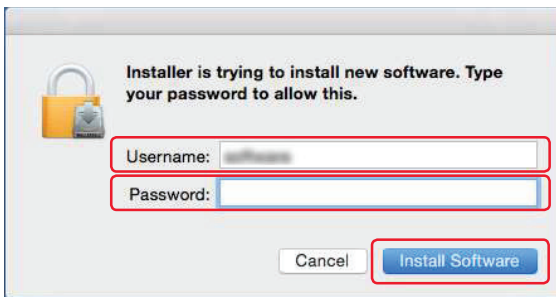 Installer is trying to install new software. Type
your password to allow this.
Username:
Password:
Cancel Install Software